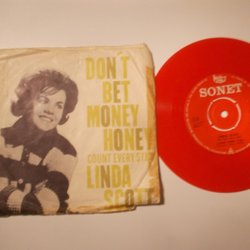 DON'T
BET
MONEY
HONEY
COUNT EVERY STAR
LINDA
SCOTT
SONET